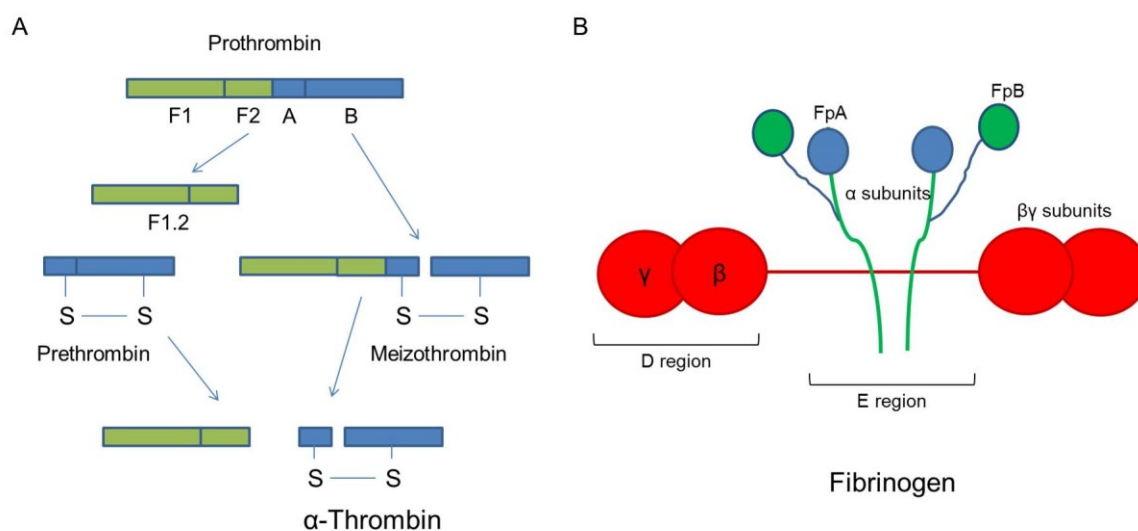 A
Prothrombin
F1 F2 A B
F1.2
S S
S S
Prethrombin
Meizothrombin
S S
α-Thrombin
B
FpB
FpA
α subunits
βγ subunits
γ β
D region
E region
Fibrinogen